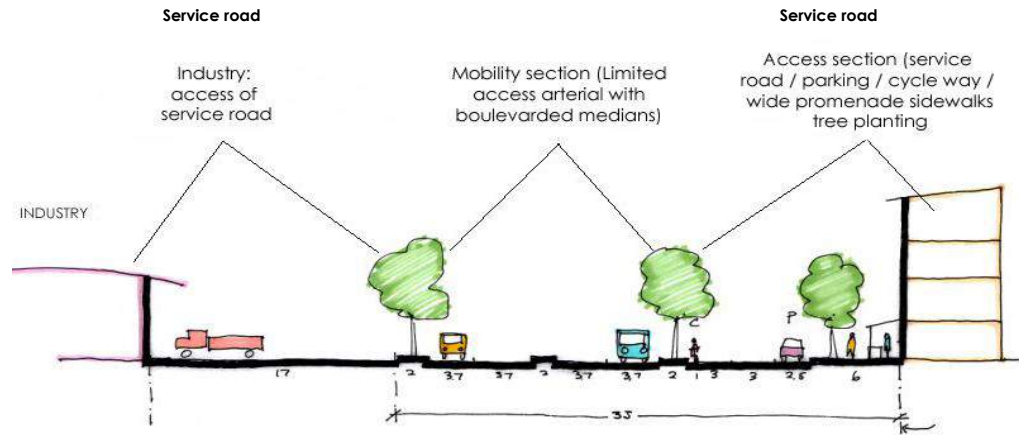 Service road
Service road
Industry:
access of
service road
Mobility section (Limited
access arterial with
boulevarded medians)
Access section (service
road / parking / cycle way /
wide promenade sidewalks
tree planting
INDUSTRY
C
P
17 2 3.7 3.7 2 3.7 3.7 2 1 3 3 2.5 6
35